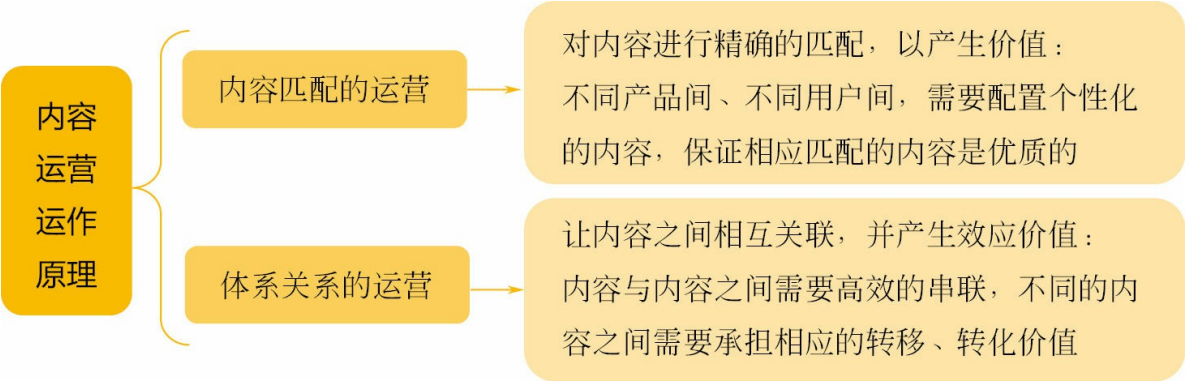 内容
运营
运作
原理
内容匹配的运营
对内容进行精确的匹配，以产生价值：
不同产品间、不同用户间，需要配置个性化
的内容，保证相应匹配的内容是优质的
体系关系的运营
让内容之间相互关联，并产生效应价值：
内容与内容之间需要高效的串联，不同的内
容之间需要承担相应的转移、转化价值